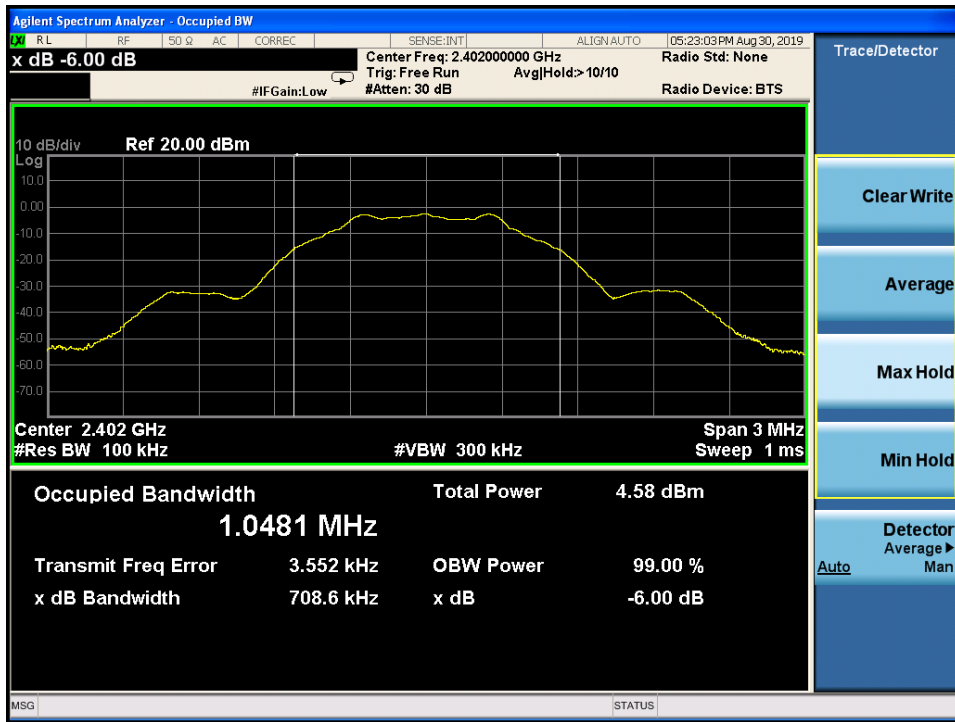 Agilent Spectrum Analyzer - Occupied BW
LXI RL RF 50 Ω AC CORREC SENSE:INT ALIGN AUTO 05:23:03 PM Aug 30, 2019
x dB -6.00 dB
Center Freq: 2.402000000 GHz Radio Std: None
Trig: Free Run Avg|Hold:>10/10
#IFGain:Low #Atten: 30 dB Radio Device: BTS
10 dB/div Ref 20.00 dBm
Log
10.0
0.00
-10.0
-20.0
-30.0
-40.0
-50.0
-60.0
-70.0
Center 2.402 GHz Span 3 MHz
#Res BW 100 kHz #VBW 300 kHz Sweep 1 ms
Occupied Bandwidth Total Power 4.58 dBm
1.0481 MHz
Transmit Freq Error 3.552 kHz OBW Power 99.00 %
x dB Bandwidth 708.6 kHz x dB -6.00 dB
MSG STATUS
Trace/Detector
Clear Write
Average
Max Hold
Min Hold
Detector
Average▶
Auto Man